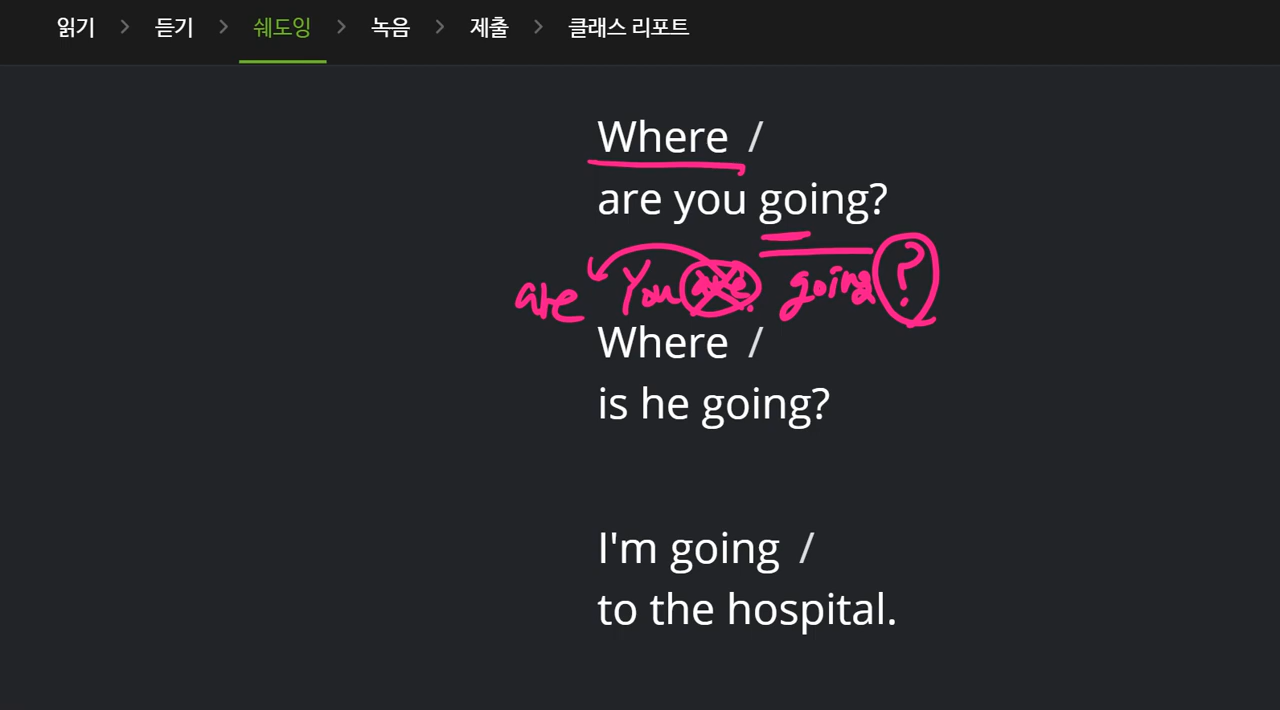 읽기 > 듣기 > 쉐도잉 > 녹음 > 제출 > 클래스 리포트
Where /
are you going?
are You are going ?
Where /
is he going?
I'm going /
to the hospital.